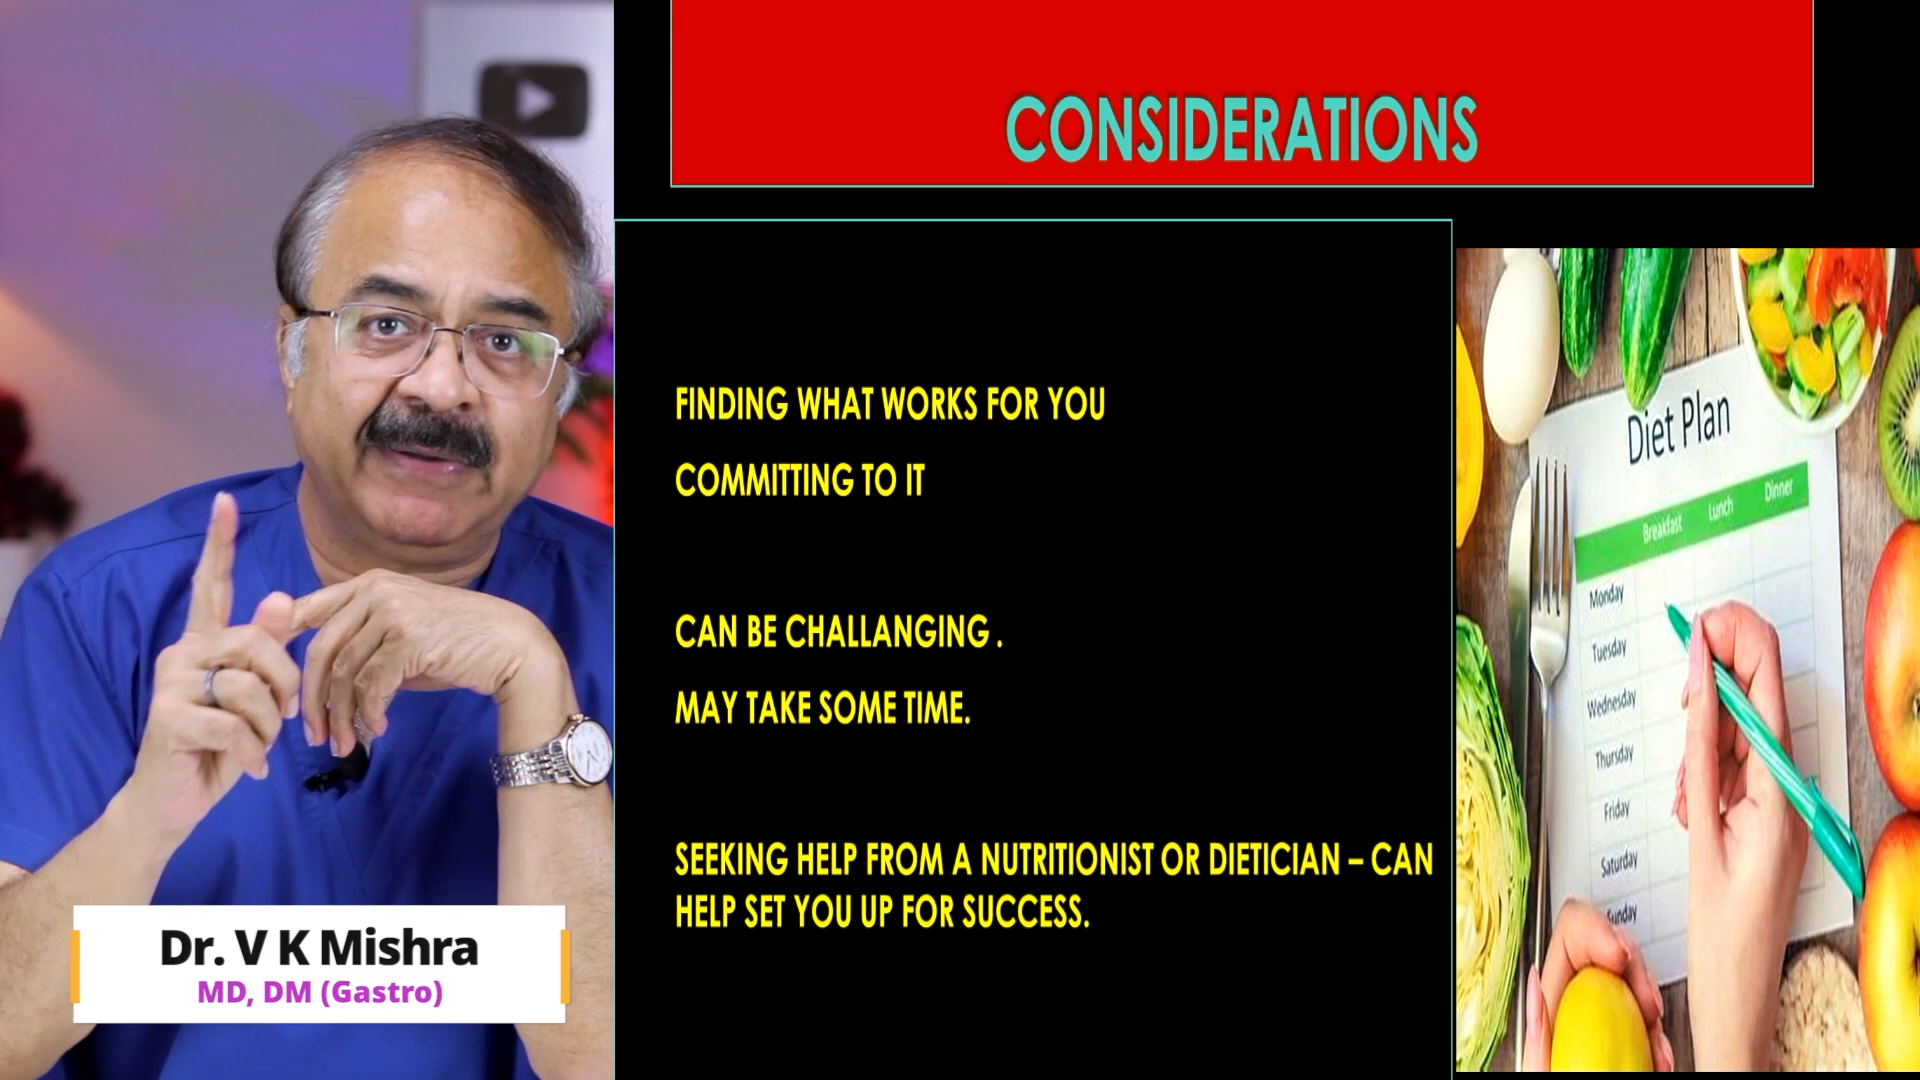 CONSIDERATIONS
FINDING WHAT WORKS FOR YOU
COMMITTING TO IT
CAN BE CHALLANGING .
MAY TAKE SOME TIME.
SEEKING HELP FROM A NUTRITIONIST OR DIETICIAN – CAN
HELP SET YOU UP FOR SUCCESS.
Diet Plan
Breakfast Lunch Dinner
Monday
Tuesday
Wednesday
Thursday
Friday
Saturday
Sunday
Dr. V K Mishra
MD, DM (Gastro)